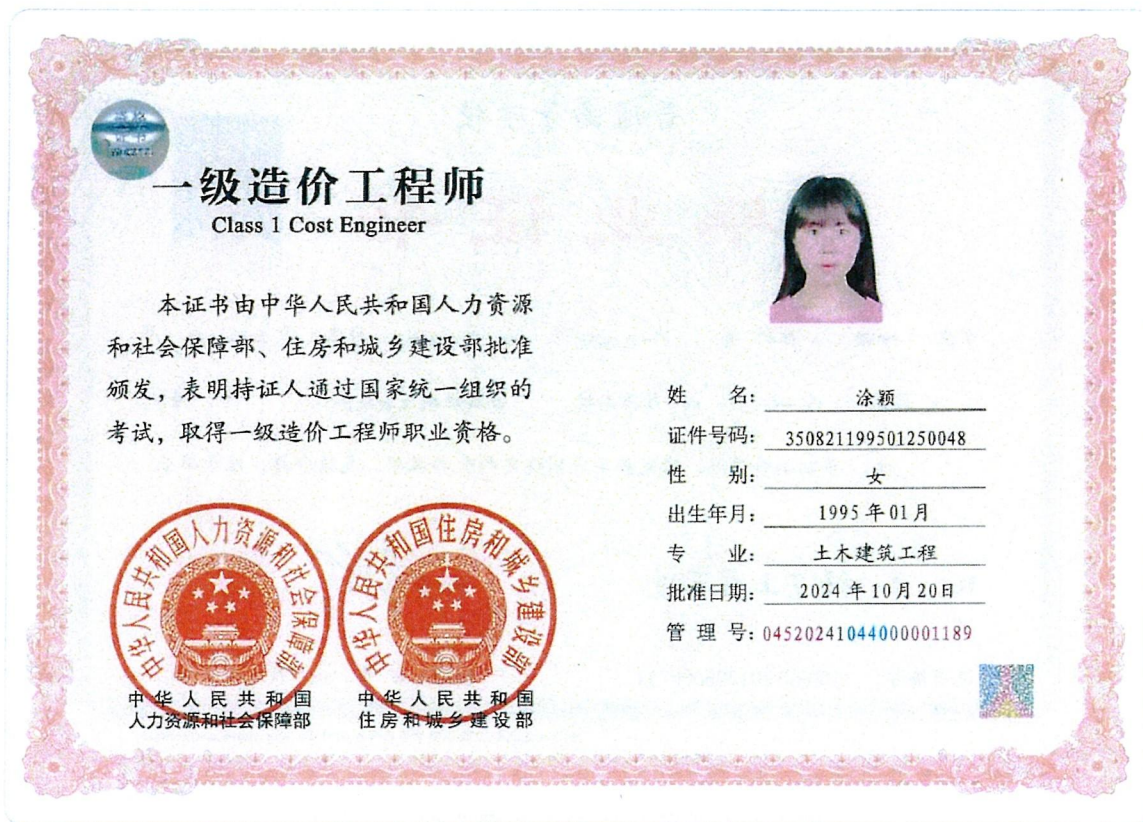 一级造价工程师
Class 1 Cost Engineer
本证书由中华人民共和国人力资源
和社会保障部、住房和城乡建设部批准
颁发，表明持证人通过国家统一组织的
考试，取得一级造价工程师职业资格。
姓 名： 涂颖
证件号码： 350821199501250048
性 别： 女
出生年月： 1995年01月
专 业： 土木建筑工程
批准日期： 2024年10月20日
管 理 号： 04520241044000001189
中华人民共和国人力资源和社会保障部
中华人民共和国住房和城乡建设部
中华人民共和国
人力资源和社会保障部
中华人民共和国
住房和城乡建设部